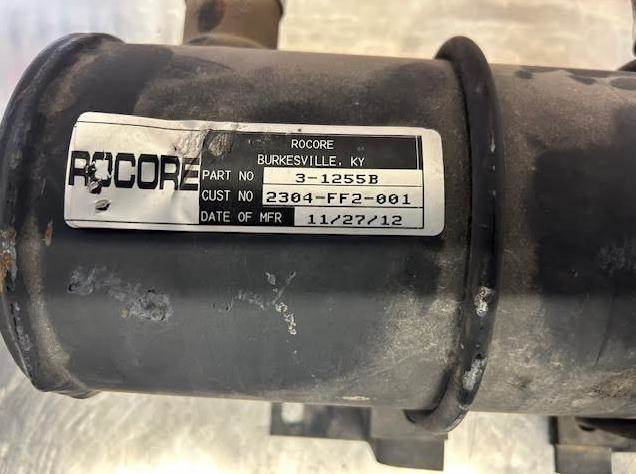 ROCORE
ROCORE
BURKESVILLE, KY
PART NO 3-1255B
CUST NO 2304-FF2-001
DATE OF MFR 11/27/12